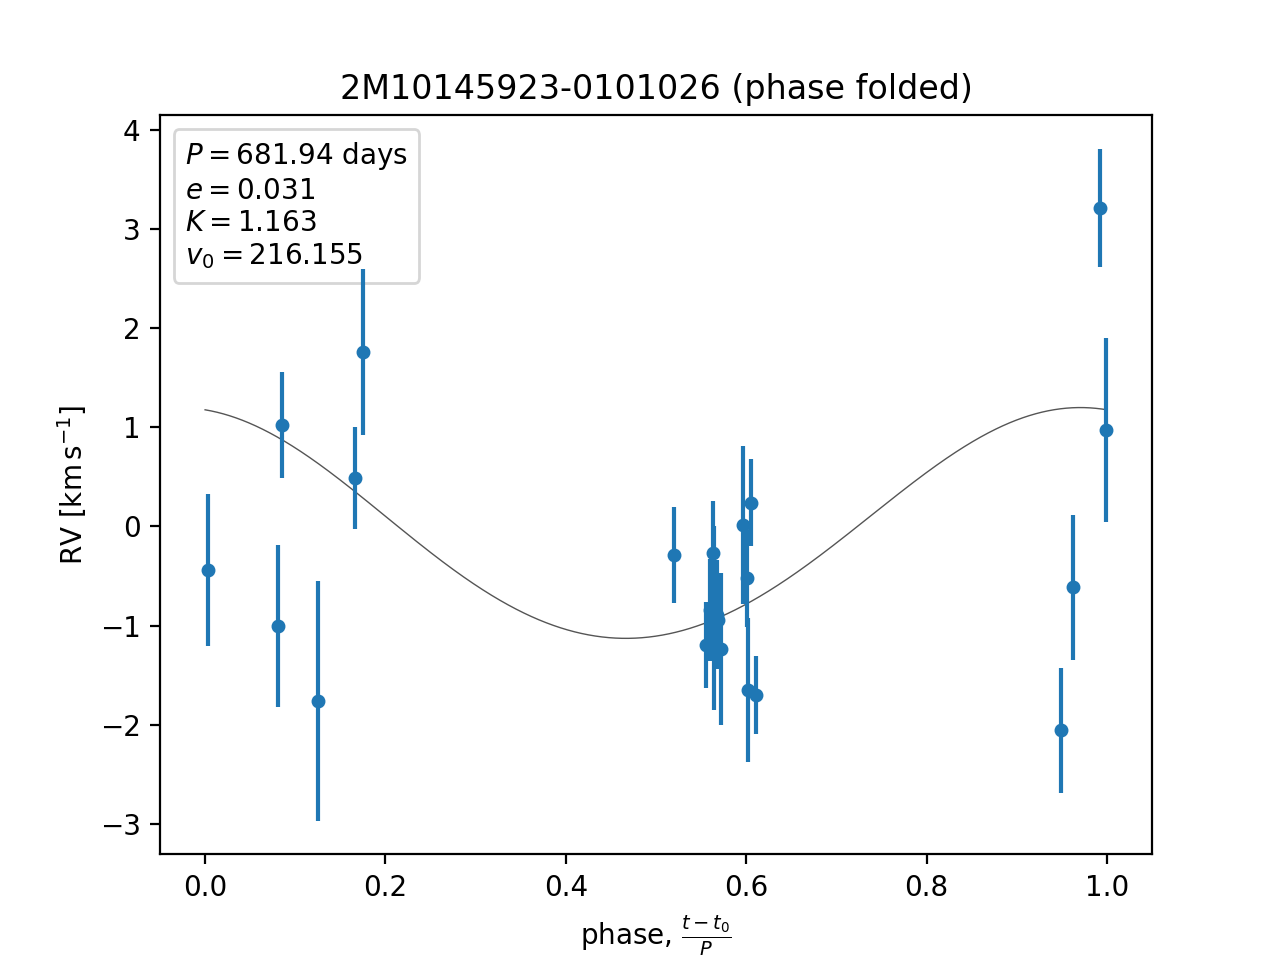 2M10145923-0101026 (phase folded)
P = 681.94 days
e = 0.031
K = 1.163
v₀ = 216.155
4
3
2
1
0
−1
−2
−3
RV [km s⁻¹]
0.0 0.2 0.4 0.6 0.8 1.0
phase, (t − t₀)/P